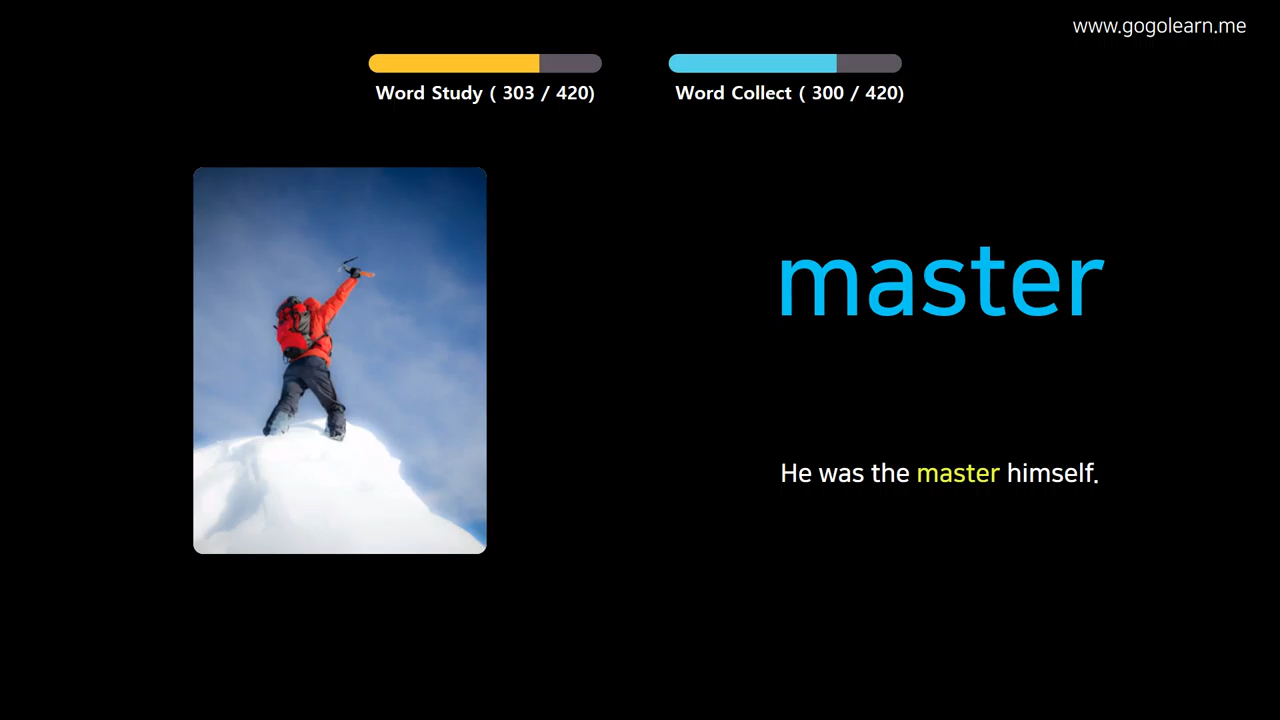 www.gogolearn.me
Word Study ( 303 / 420)
Word Collect ( 300 / 420)
master
He was the master himself.